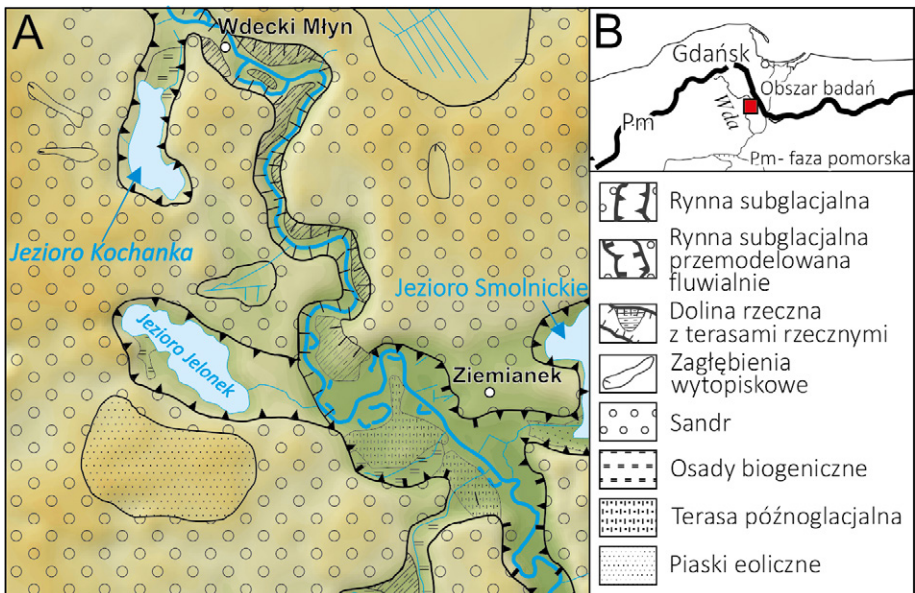 A
Wdecki Młyn
Jezioro Kochanka
Jezioro Smolnickie
Jezioro Jelonek
Ziemianek
B
Gdańsk
Obszar badań
Wda
Pm
Pm- faza pomorska
Rynna subglacjalna
Rynna subglacjalna
przemodelowana
fluwialnie
Dolina rzeczna
z terasami rzecznymi
Zagłębienia
wytopiskowe
Sandr
Osady biogeniczne
Terasa późnoglacjalna
Piaski eoliczne